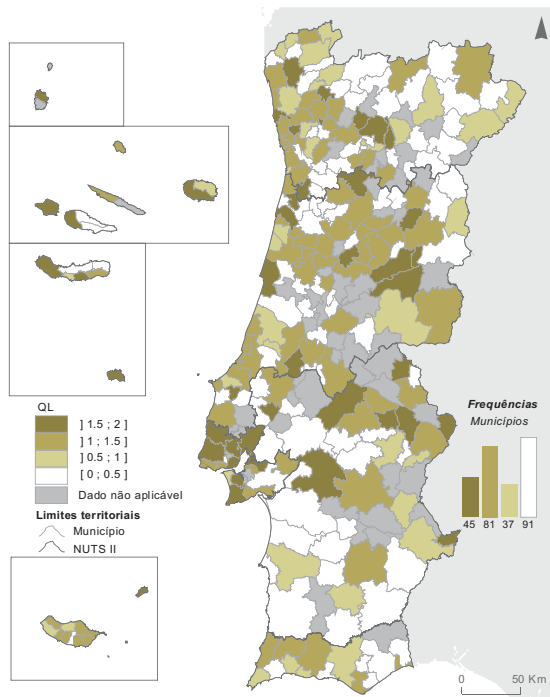 QL
] 1.5 ; 2 ]
] 1 ; 1.5 ]
] 0.5 ; 1 ]
[ 0 ; 0.5 ]
Dado não aplicável
Limites territoriais
Município
NUTS II
Frequências
Municípios
45 81 37 91
0 50 Km